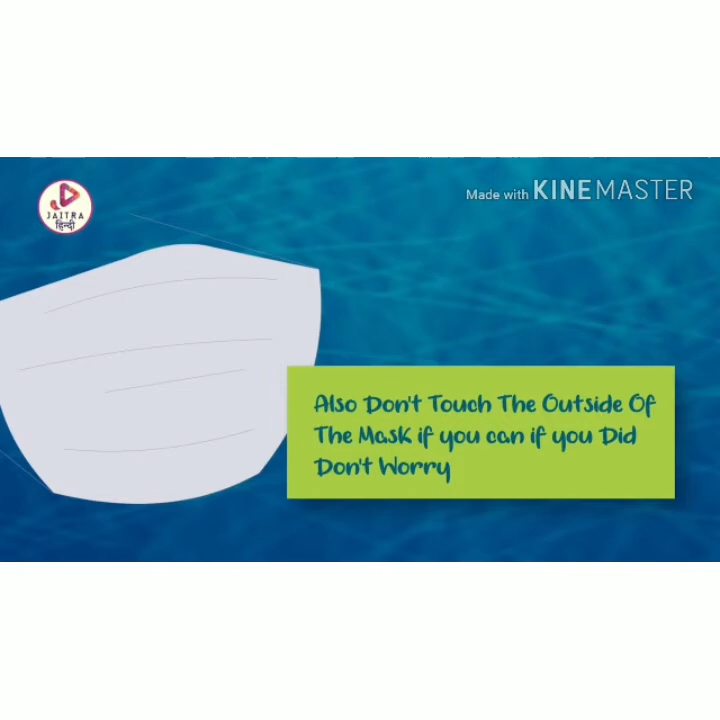 JAITRA
हिन्दी
Made with KINEMASTER
Also Don't Touch The Outside Of
The Mask if you can if you Did
Don't Worry